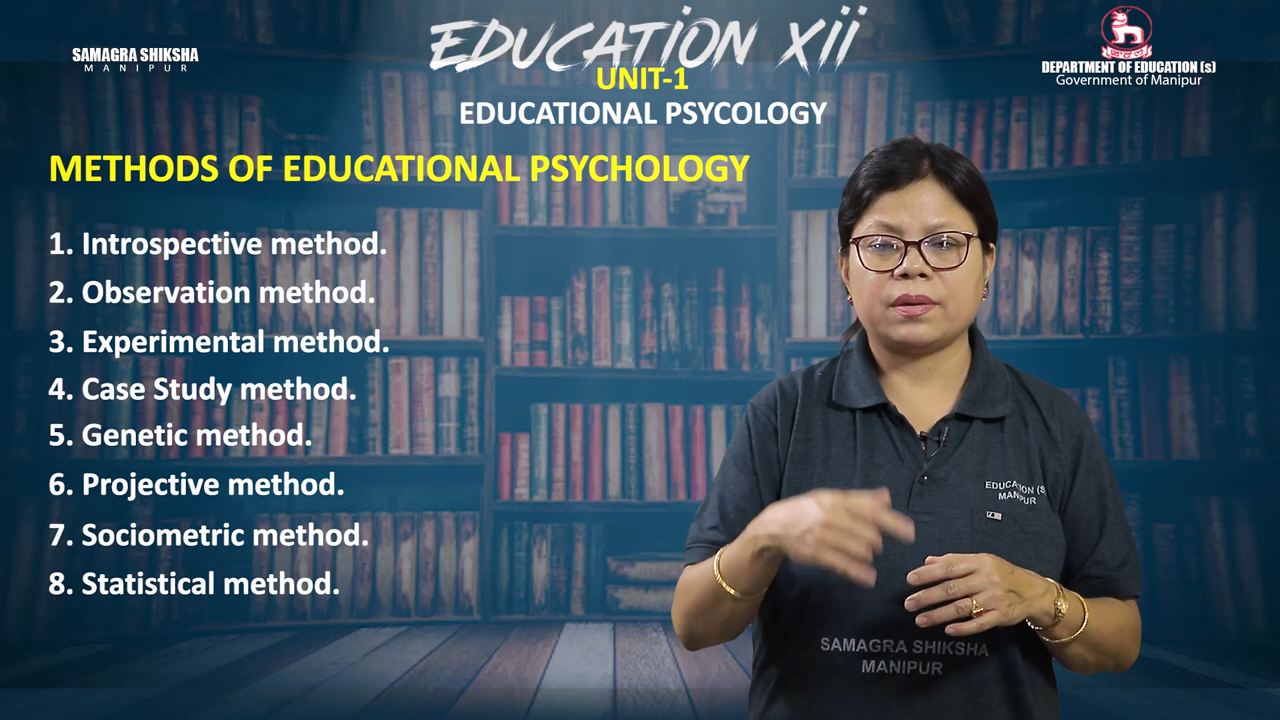 SAMAGRA SHIKSHA
MANIPUR
EDUCATION XII
UNIT-1
EDUCATIONAL PSYCOLOGY
DEPARTMENT OF EDUCATION (s)
Government of Manipur
METHODS OF EDUCATIONAL PSYCHOLOGY
1. Introspective method.
2. Observation method.
3. Experimental method.
4. Case Study method.
5. Genetic method.
6. Projective method.
7. Sociometric method.
8. Statistical method.
EDUCATION (S
MANIPUR
SAMAGRA SHIKSHA
MANIPUR